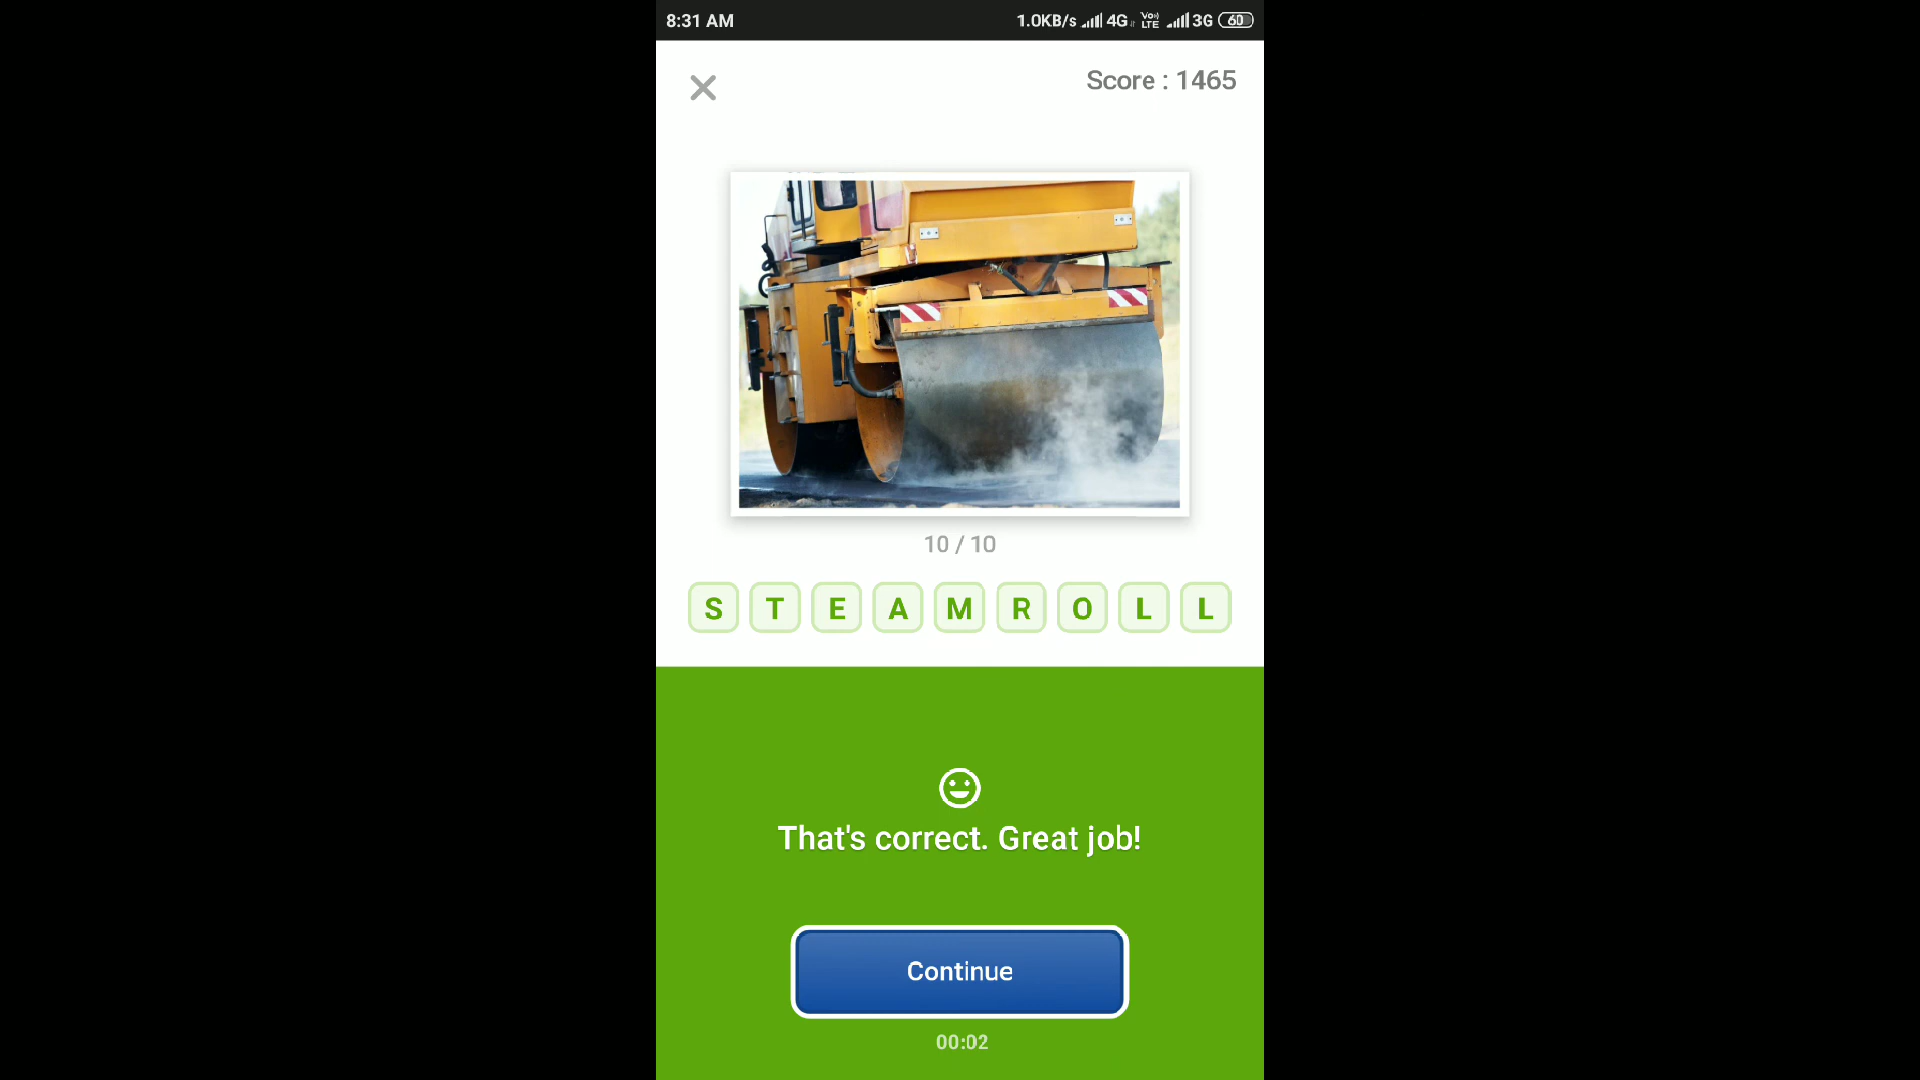 8:31 AM
1.0KB/s 4G VoLTE 3G 60
Score : 1465
10 / 10
S T E A M R O L L
That's correct. Great job!
Continue
00:02